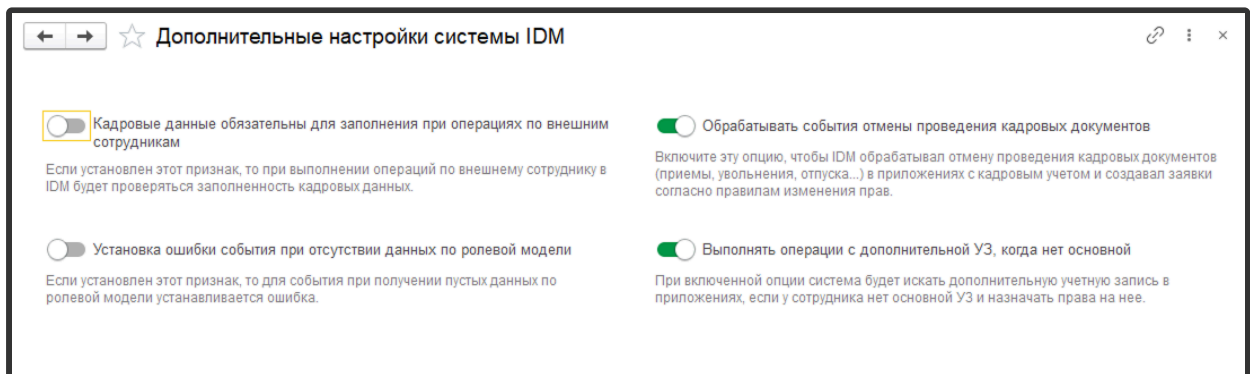 Дополнительные настройки системы IDM
Кадровые данные обязательны для заполнения при операциях по внешним
сотрудникам
Если установлен этот признак, то при выполнении операций по внешнему сотруднику в
IDM будет проверяться заполненность кадровых данных.
Установка ошибки события при отсутствии данных по ролевой модели
Если установлен этот признак, то для события при получении пустых данных по
ролевой модели устанавливается ошибка.
Обрабатывать события отмены проведения кадровых документов
Включите эту опцию, чтобы IDM обрабатывал отмену проведения кадровых документов
(приемы, увольнения, отпуска...) в приложениях с кадровым учетом и создавал заявки
согласно правилам изменения прав.
Выполнять операции с дополнительной УЗ, когда нет основной
При включенной опции система будет искать дополнительную учетную запись в
приложениях, если у сотрудника нет основной УЗ и назначать права на нее.